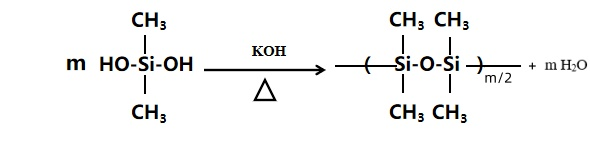 CH₃ CH₃ CH₃
KOH
m HO-Si-OH ( Si-O-Si ) m/2 + m H₂O
△
CH₃ CH₃ CH₃